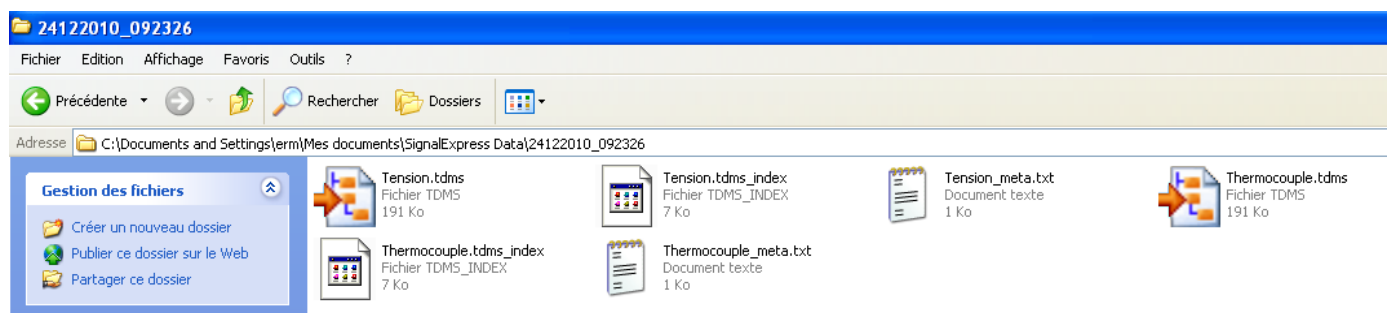 24122010_092326
Fichier Edition Affichage Favoris Outils ?
Précédente Rechercher Dossiers
Adresse C:\Documents and Settings\erm\Mes documents\SignalExpress Data\24122010_092326
Gestion des fichiers
Créer un nouveau dossier
Publier ce dossier sur le Web
Partager ce dossier
Tension.tdms
Fichier TDMS
191 Ko
Tension.tdms_index
Fichier TDMS_INDEX
7 Ko
Tension_meta.txt
Document texte
1 Ko
Thermocouple.tdms
Fichier TDMS
191 Ko
Thermocouple.tdms_index
Fichier TDMS_INDEX
7 Ko
Thermocouple_meta.txt
Document texte
1 Ko